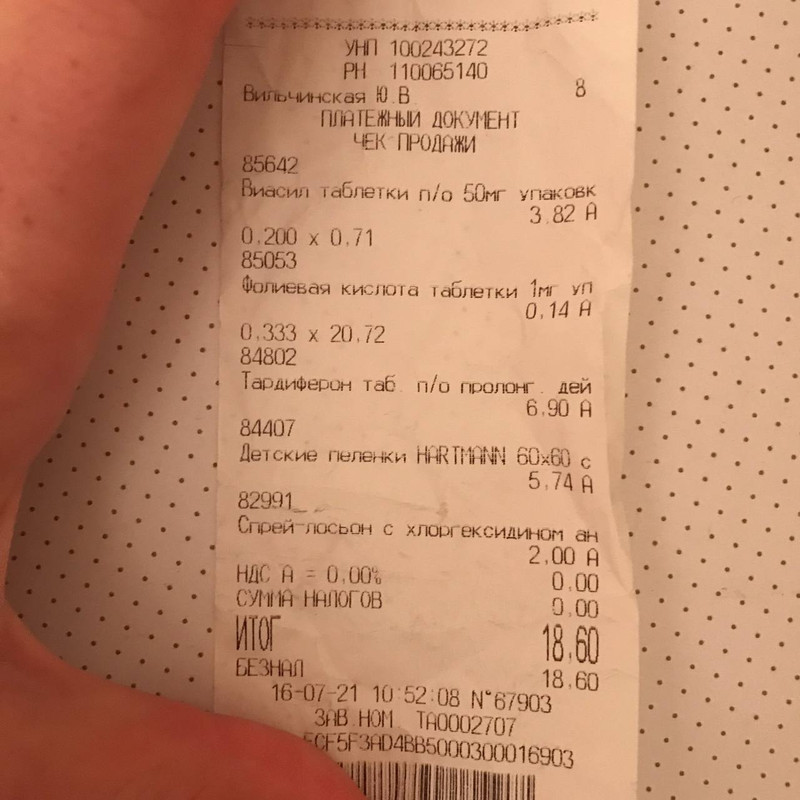 УНП 100243272
РН 110065140
Вильчинская Ю.В 8
ПЛАТЕЖНЫЙ ДОКУМЕНТ
ЧЕК ПРОДАЖИ
85642
Виасил таблетки п/о 50мг упаковк
3.82 А
0.200 x 0.71
85053
Фолиевая кислота таблетки 1мг уп
0.14 А
0.333 x 20.72
84802
Тардиферон таб. п/о пролонг. дей
6.90 А
84407
Детские пеленки HARTMANN 60x60 с
5.74 А
82991
Спрей-лосьон с хлоргексидином ан
2.00 А
НДС А = 0.00% 0.00
СУММА НАЛОГОВ 0.00
ИТОГ 18.60
БЕЗНАЛ 18.60
16-07-21 10:52:08 N°67903
ЗАВ.НОМ. ТА0002707
CF5F3AD4BB5000300016903